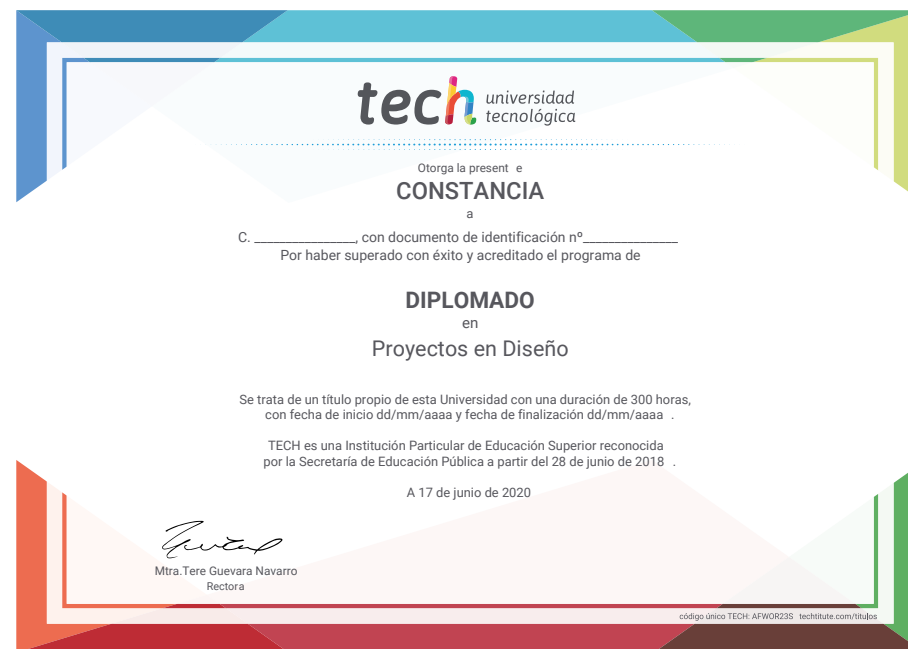 tech universidad
tecnológica
Otorga la present e
CONSTANCIA
a
C. _______________, con documento de identificación nº______________
Por haber superado con éxito y acreditado el programa de
DIPLOMADO
en
Proyectos en Diseño
Se trata de un título propio de esta Universidad con una duración de 300 horas,
con fecha de inicio dd/mm/aaaa y fecha de finalización dd/mm/aaaa .
TECH es una Institución Particular de Educación Superior reconocida
por la Secretaría de Educación Pública a partir del 28 de junio de 2018 .
A 17 de junio de 2020
Mtra.Tere Guevara Navarro
Rectora
código único TECH: AFWOR23S techtitute.com/titulos